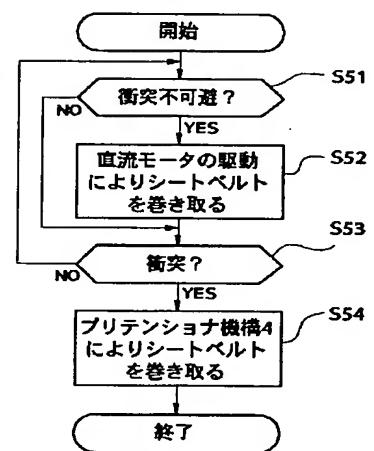 開始
衝突不可避？
S51
NO
YES
直流モータの駆動
によりシートベルト
を巻き取る
S52
衝突？
S53
NO
YES
プリテンショナ機構4
によりシートベルト
を巻き取る
S54
終了